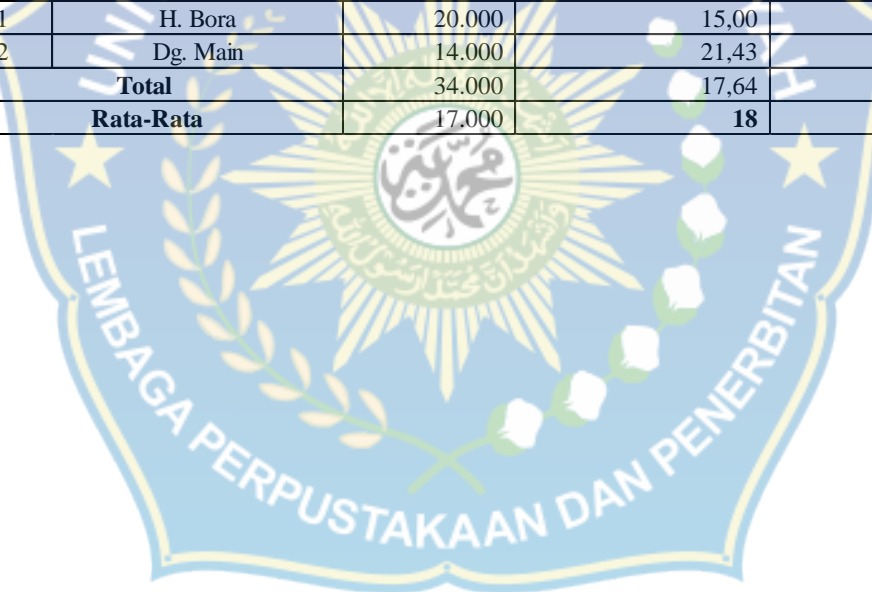 1 H. Bora 20.000 15,00
2 Dg. Main 14.000 21,43
Total 34.000 17,64
Rata-Rata 17.000 18
LEMBAGA PERPUSTAKAAN DAN PENERBITAN
محمد